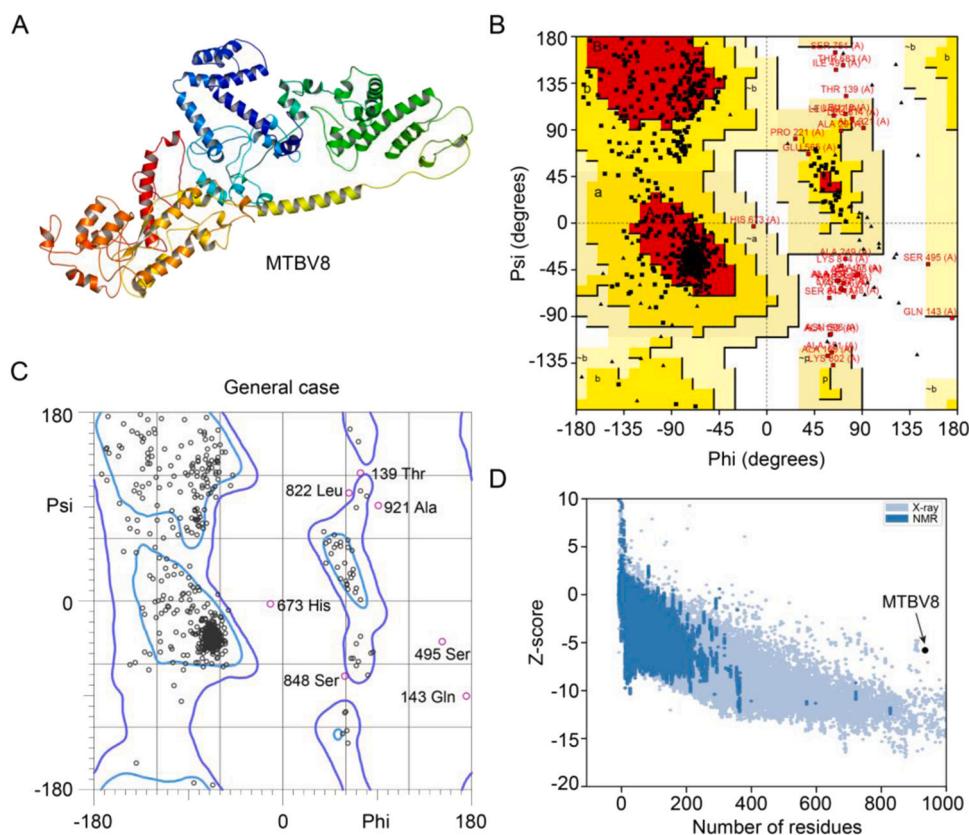 A
MTBV8
B
Psi (degrees)
180
135
90
45
0
-45
-90
-135
-180 -135 -90 -45 0 45 90 135 180
Phi (degrees)
B
b
a
A
~b
~b
b
~a
~b
b
~b
~p
p
~b
b
THR 139 (A)
PRO 221 (A)
GLU 565 (A)
HIS 673 (A)
ALA 249 (A)
SER 495 (A)
GLN 143 (A)
C
General case
180
Psi
0
-180
-180 0 Phi 180
139 Thr
822 Leu
921 Ala
673 His
495 Ser
848 Ser
143 Gln
D
Z-score
10
5
0
-5
-10
-15
-20
0 200 400 600 800 1000
Number of residues
X-ray
NMR
MTBV8